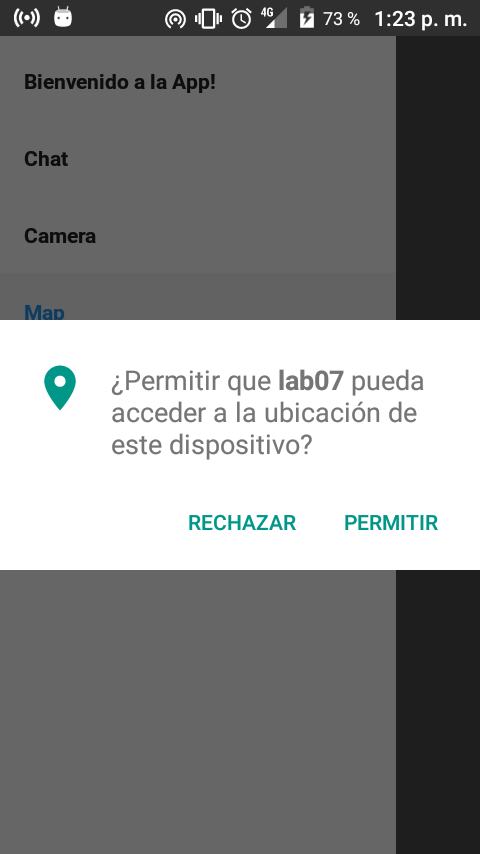 4G 73 % 1:23 p. m.
Bienvenido a la App!
Chat
Camera
Map
¿Permitir que lab07 pueda
acceder a la ubicación de
este dispositivo?
RECHAZAR PERMITIR